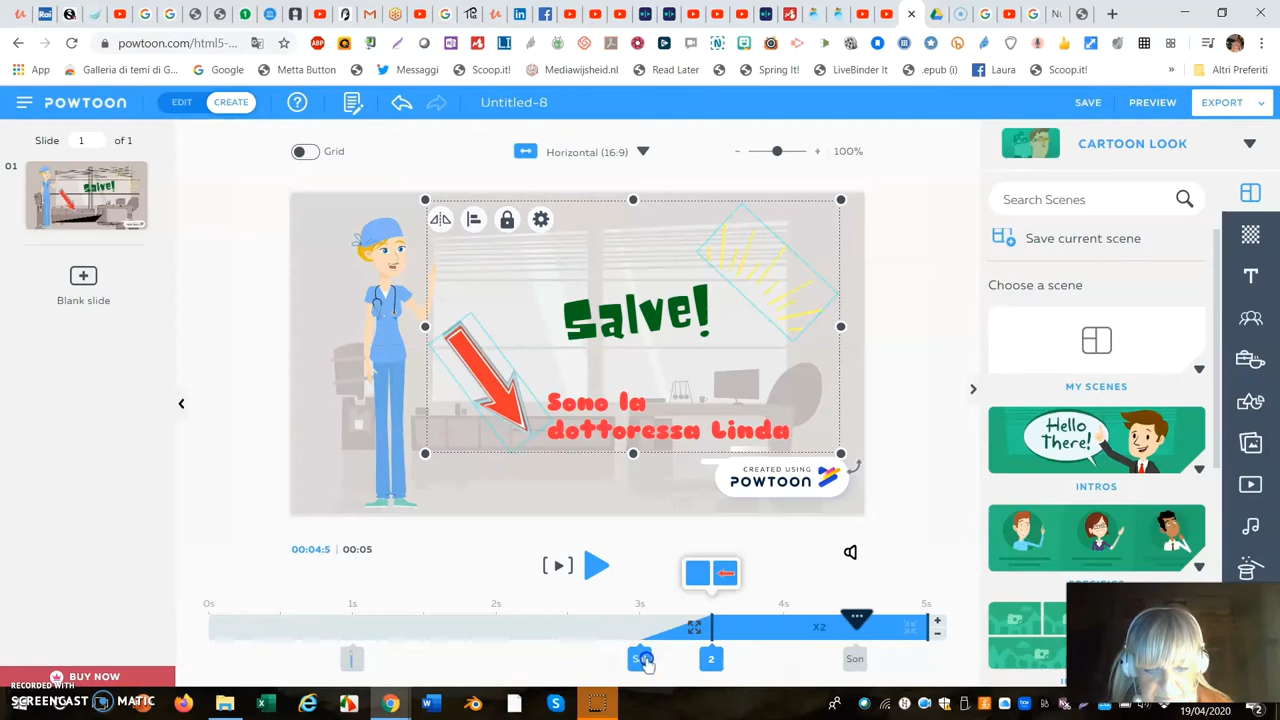 powtoon.com/html5-...
App
Galleria di temi di G...
Google
Metta Button
Messaggi
Scoop.it!
Mediawijsheid.nl
Read Later
Spring It!
LiveBinder It
.epub (i)
Laura
Scoop.it!
»
Altri Preferiti
POWTOON
EDIT
CREATE
Untitled-8
SAVE
PREVIEW
EXPORT
Slide 1 of 1
Grid
Horizontal (16:9)
- + 100%
CARTOON LOOK
01
Salve!
Search Scenes
Save current scene
Blank slide
Choose a scene
Salve!
MY SCENES
Sono la
dottoressa Linda
Hello
There!
CREATED USING
POWTOON
INTROS
00:04:5 | 00:05
SPECIFICS
0s 1s 2s 3s 4s 5s
X2
2
Son
BUY NOW
RECORDED WITH
SCREENCAST MATIC
19/04/2020
2